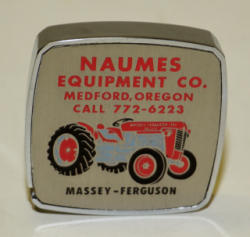 NAUMES
EQUIPMENT CO.
MEDFORD, OREGON
CALL 772-6223
MASSEY-FERGUSON